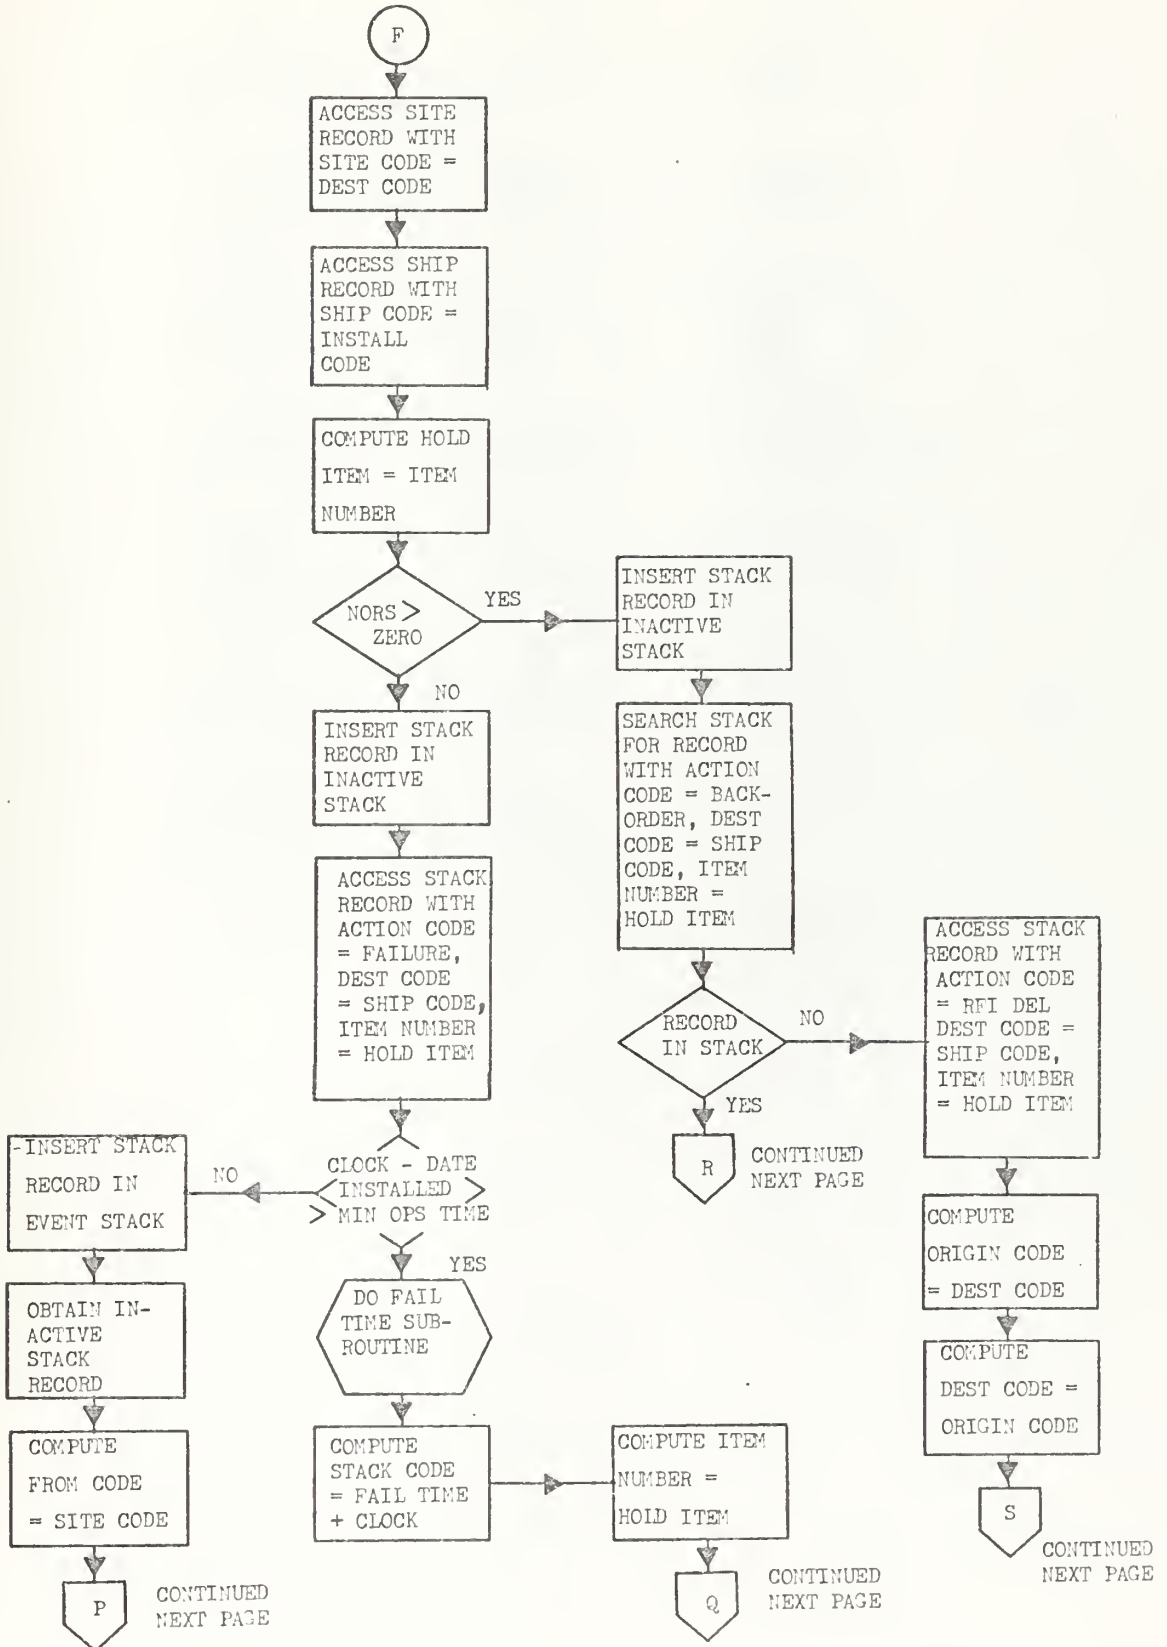 F
ACCESS SITE
RECORD WITH
SITE CODE =
DEST CODE
ACCESS SHIP
RECORD WITH
SHIP CODE =
INSTALL
CODE
COMPUTE HOLD
ITEM = ITEM
NUMBER
NORS >
ZERO
YES
NO
INSERT STACK
RECORD IN
INACTIVE
STACK
SEARCH STACK
FOR RECORD
WITH ACTION
CODE = BACK-
ORDER, DEST
CODE = SHIP
CODE, ITEM
NUMBER =
HOLD ITEM
INSERT STACK
RECORD IN
INACTIVE
STACK
ACCESS STACK
RECORD WITH
ACTION CODE
= FAILURE,
DEST CODE
= SHIP CODE,
ITEM NUMBER
= HOLD ITEM
RECORD
IN STACK
NO
YES
R
CONTINUED
NEXT PAGE
ACCESS STACK
RECORD WITH
ACTION CODE
= RFI DEL
DEST CODE =
SHIP CODE,
ITEM NUMBER
= HOLD ITEM
COMPUTE
ORIGIN CODE
= DEST CODE
COMPUTE
DEST CODE =
ORIGIN CODE
S
CONTINUED
NEXT PAGE
CLOCK - DATE
INSTALLED >
> MIN OPS TIME
NO
YES
-INSERT STACK
RECORD IN
EVENT STACK
OBTAIN IN-
ACTIVE
STACK
RECORD
COMPUTE
FROM CODE
= SITE CODE
P
CONTINUED
NEXT PAGE
DO FAIL
TIME SUB-
ROUTINE
COMPUTE
STACK CODE
= FAIL TIME
+ CLOCK
COMPUTE ITEM
NUMBER =
HOLD ITEM
Q
CONTINUED
NEXT PAGE